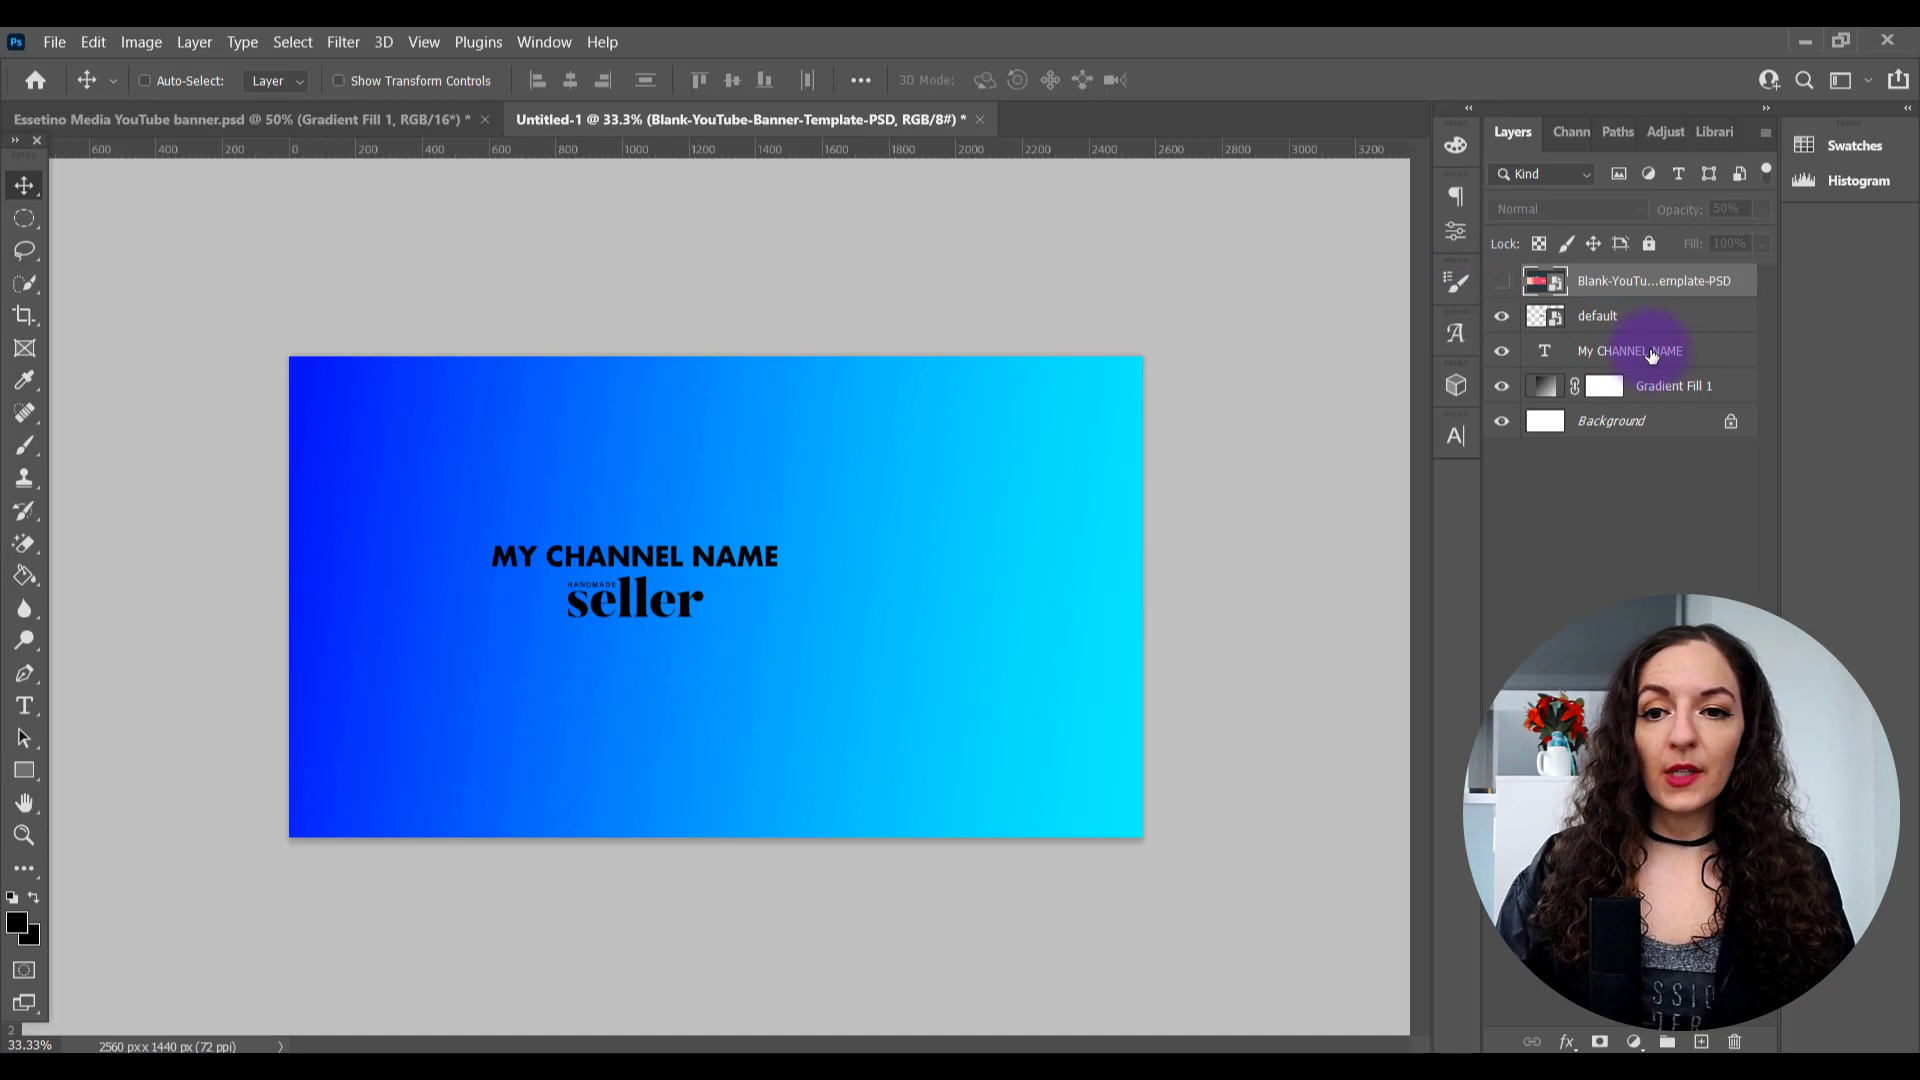 Ps File Edit Image Layer Type Select Filter 3D View Plugins Window Help
Auto-Select: Layer Show Transform Controls 3D Mode:
Essetino Media YouTube banner.psd @ 50% (Gradient Fill 1, RGB/16*) * Untitled-1 @ 33.3% (Blank-YouTube-Banner-Template-PSD, RGB/8#) *
600 400 200 0 200 400 600 800 1000 1200 1400 1600 1800 2000 2200 2400 2600 2800 3000 3200
Layers Chann Paths Adjust Librari
Swatches
Histogram
Kind
Normal Opacity: 50%
Lock: Fill: 100%
Blank-YouTu...emplate-PSD
default
My CHANNEL NAME
Gradient Fill 1
Background
MY CHANNEL NAME
HANDMADE
seller
2
33.33% 2560 px x 1440 px (72 ppi)